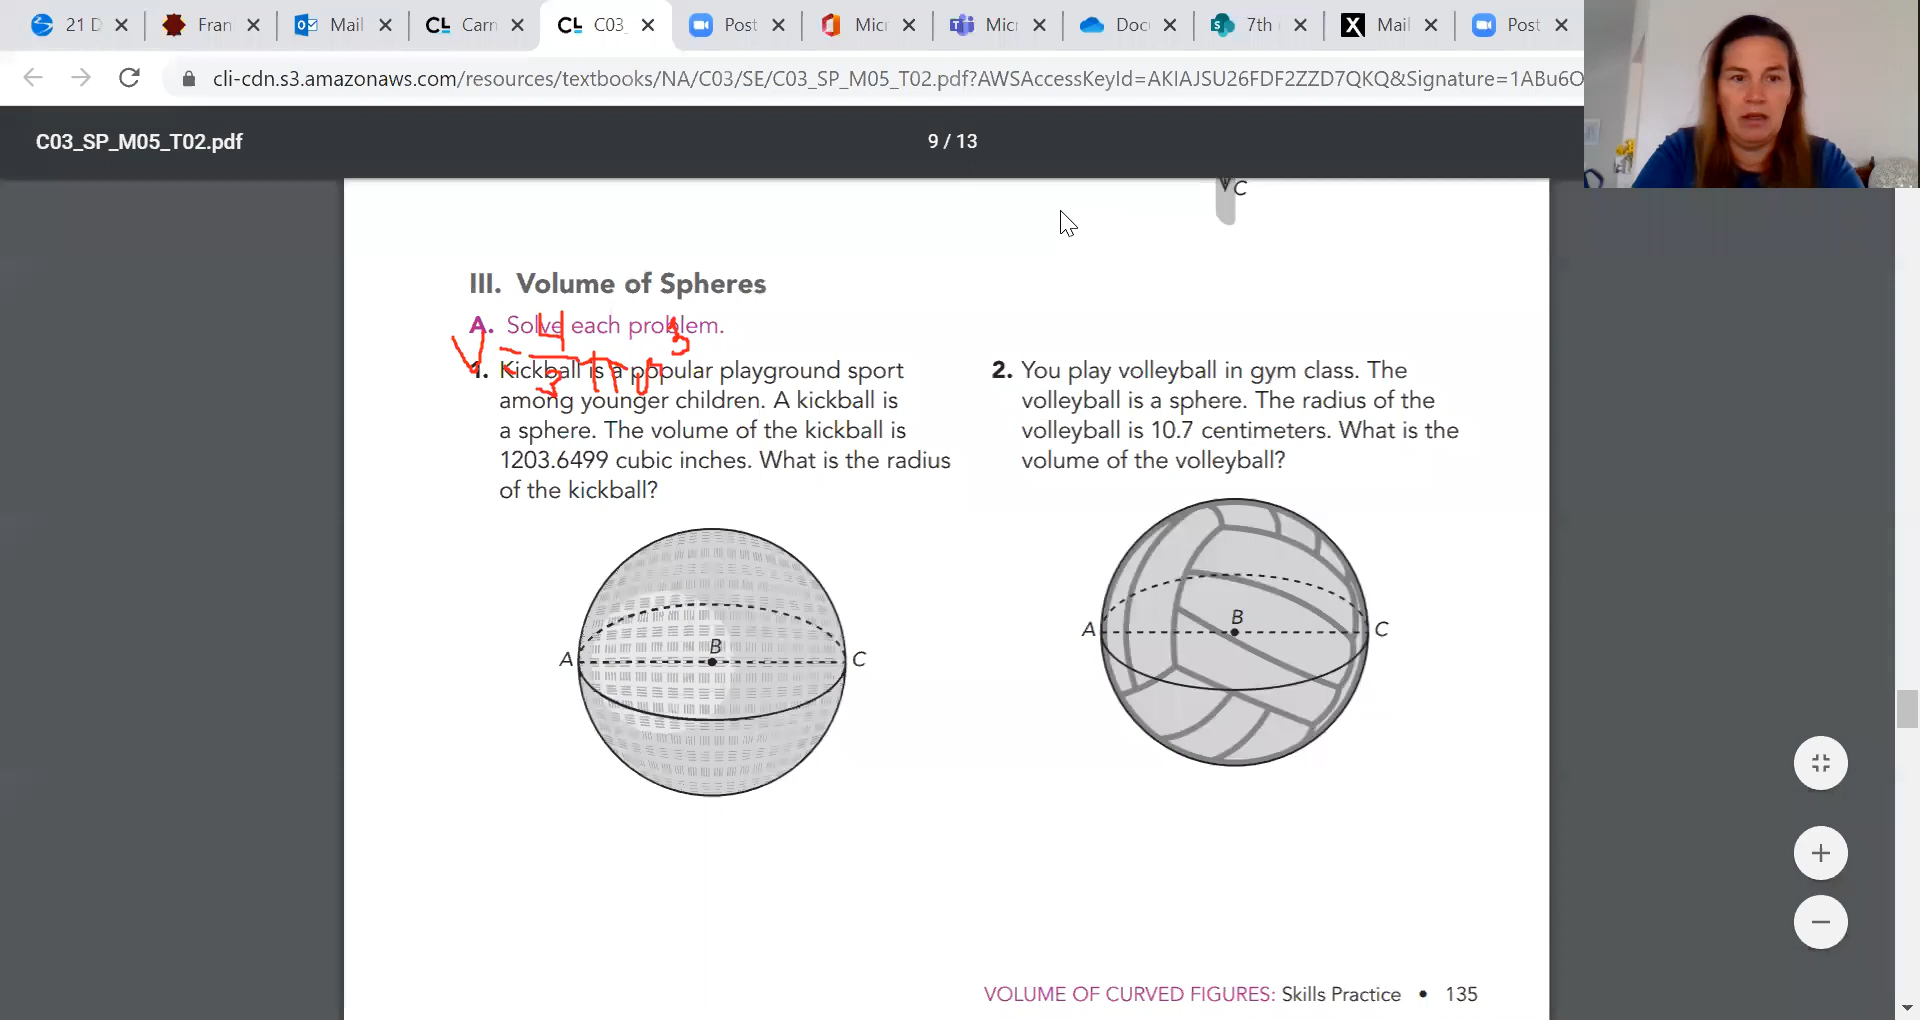 21 D
Fran
Mail
Carn
C03_
Post
Micr
Micr
Doc
7th
Mail
Post
cli-cdn.s3.amazonaws.com/resources/textbooks/NA/C03/SE/C03_SP_M05_T02.pdf?AWSAccessKeyId=AKIAJSU26FDF2ZZD7QKQ&Signature=1ABu6O
C03_SP_M05_T02.pdf
9 / 13
C
III. Volume of Spheres
A. Solve each problem.
V = 4/3 πr³
1. Kickball is a popular playground sport
among younger children. A kickball is
a sphere. The volume of the kickball is
1203.6499 cubic inches. What is the radius
of the kickball?
A
B
C
2. You play volleyball in gym class. The
volleyball is a sphere. The radius of the
volleyball is 10.7 centimeters. What is the
volume of the volleyball?
A
B
C
VOLUME OF CURVED FIGURES: Skills Practice • 135